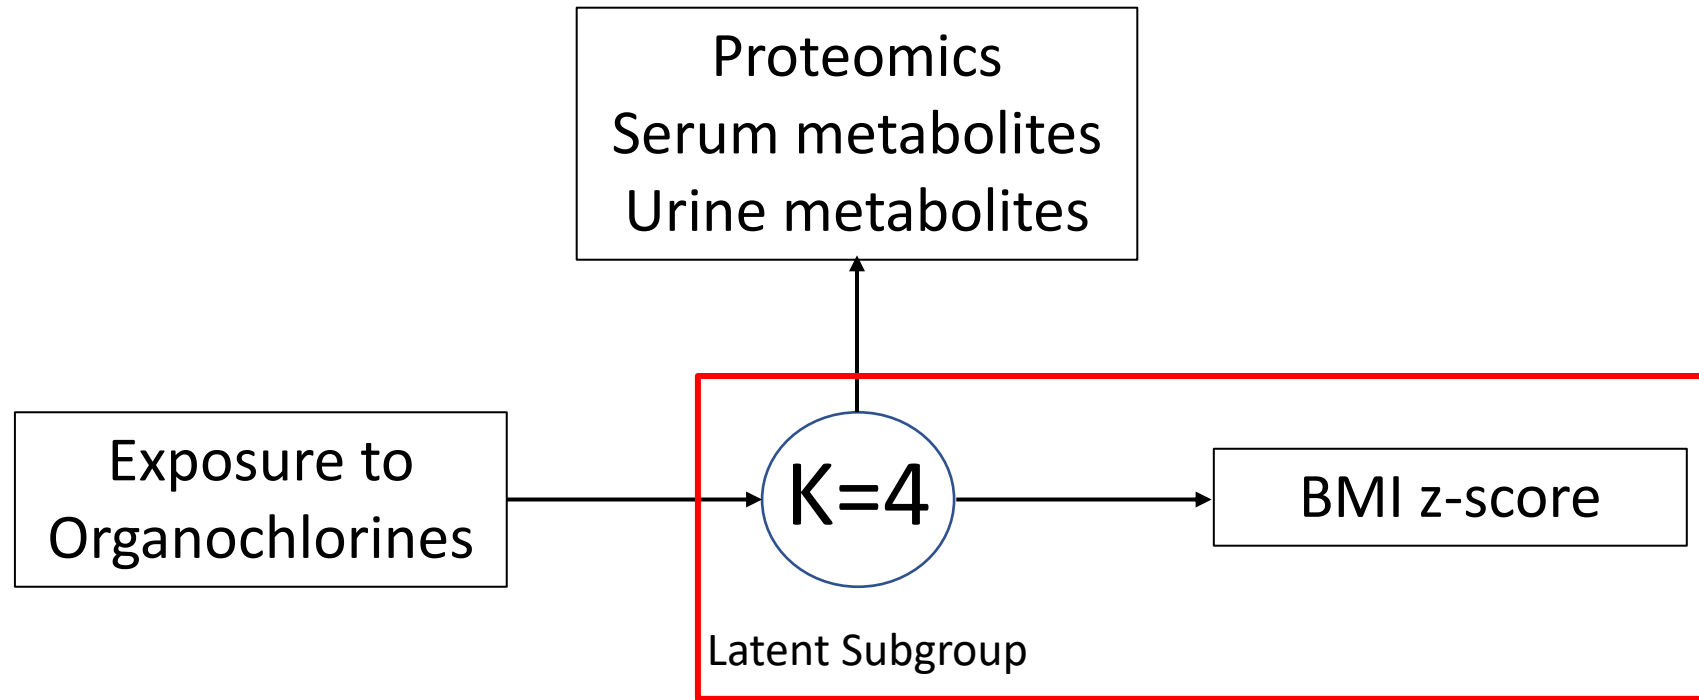 Proteomics
Serum metabolites
Urine metabolites
Exposure to
Organochlorines
K=4
BMI z-score
Latent Subgroup